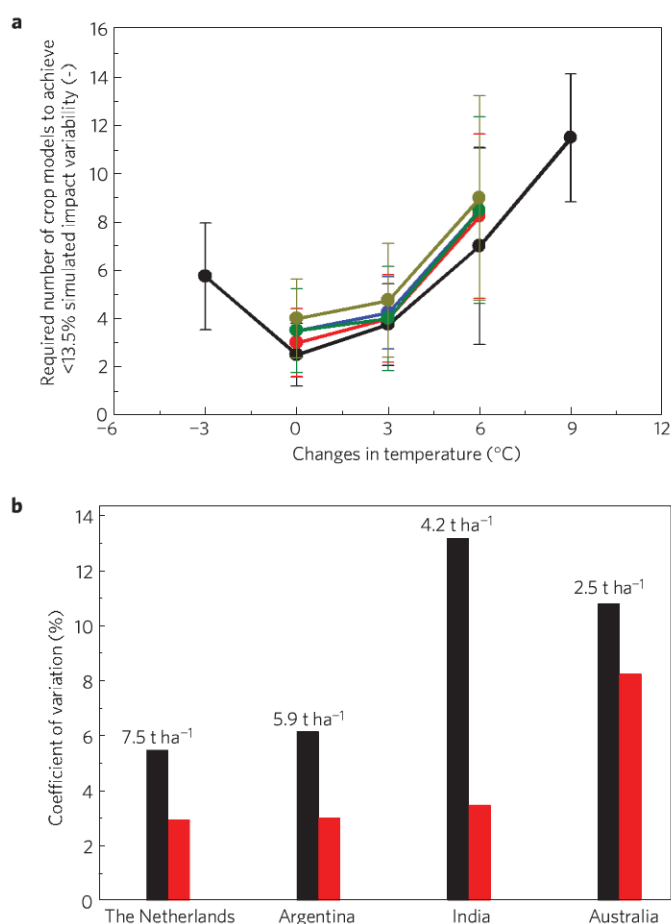 a
Required number of crop models to achieve
<13.5% simulated impact variability (-)
16
14
12
10
8
6
4
2
0
−6
−3
0
3
6
9
12
Changes in temperature (°C)
b
Coefficient of variation (%)
14
12
10
8
6
4
2
0
7.5 t ha⁻¹
5.9 t ha⁻¹
4.2 t ha⁻¹
2.5 t ha⁻¹
The Netherlands
Argentina
India
Australia